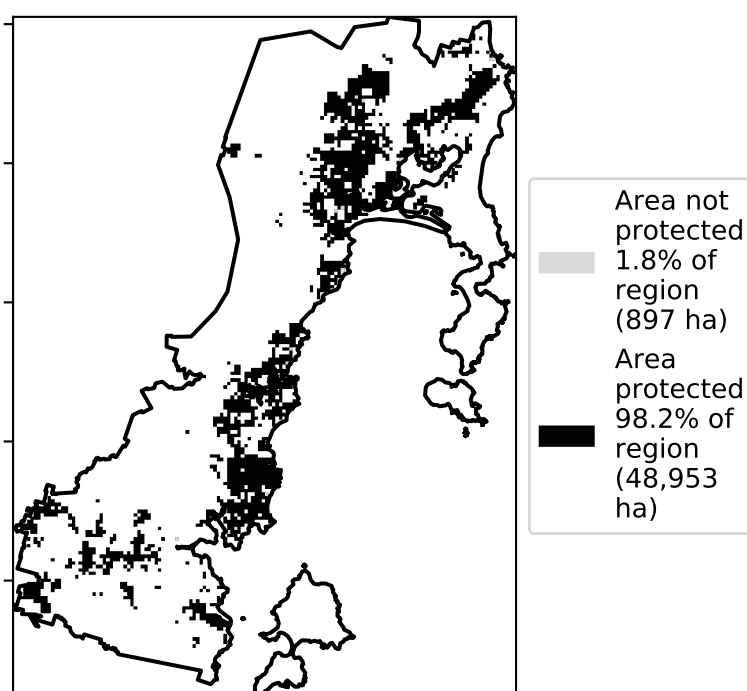 Area not
protected
1.8% of
region
(897 ha)
Area
protected
98.2% of
region
(48,953
ha)